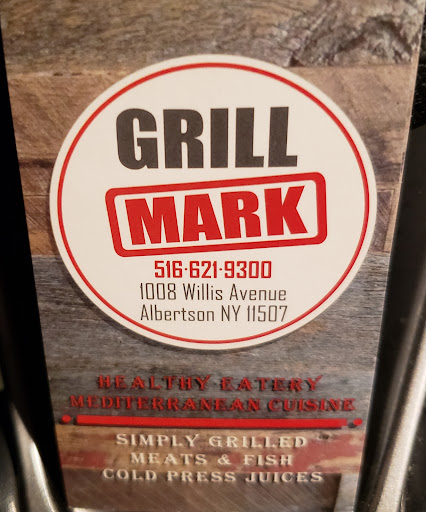 GRILL
MARK
516·621·9300
1008 Willis Avenue
Albertson NY 11507
HEALTHY EATERY
MEDITERRANEAN CUISINE
SIMPLY GRILLED
MEATS & FISH
COLD PRESS JUICES